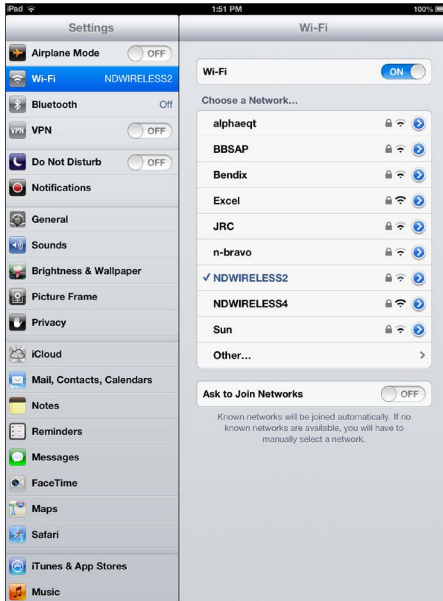 iPad 1:51 PM 100%
Settings
Airplane Mode OFF
Wi-Fi NDWIRELESS2
Bluetooth Off
VPN VPN OFF
Do Not Disturb OFF
Notifications
General
Sounds
Brightness & Wallpaper
Picture Frame
Privacy
iCloud
Mail, Contacts, Calendars
Notes
Reminders
Messages
FaceTime
Maps
Safari
iTunes & App Stores
Music
Wi-Fi
Wi-Fi ON
Choose a Network...
alphaeqt
BBSAP
Bendix
Excel
JRC
n-bravo
✓ NDWIRELESS2
NDWIRELESS4
Sun
Other...
Ask to Join Networks OFF
Known networks will be joined automatically. If no
known networks are available, you will have to
manually select a network.